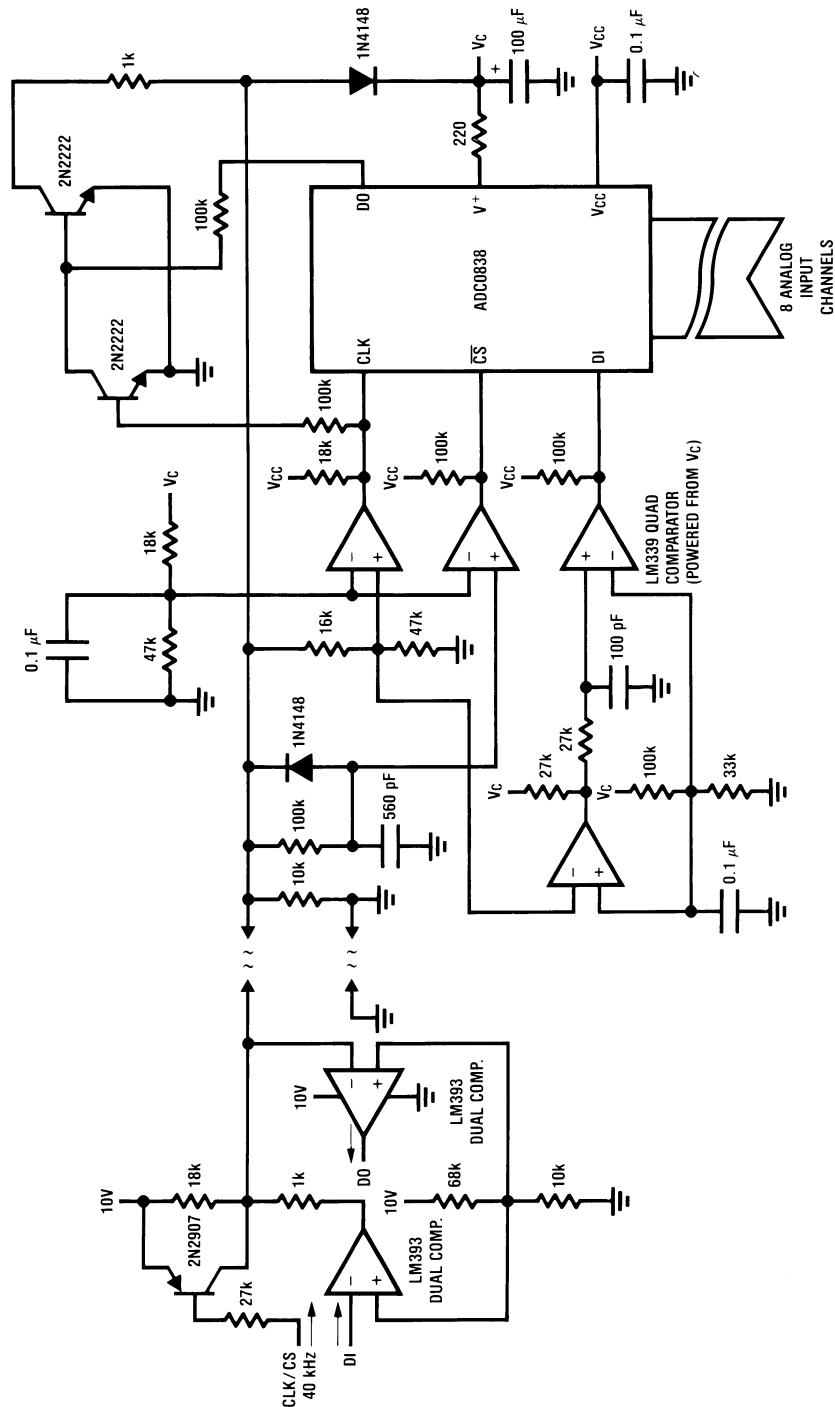 CLK/CS
40 kHz
27k
2N2907
10V
18k
1k
DI
−
+
LM393
DUAL COMP.
10V
68k
10k
DO
10V
−
+
LM393
DUAL COMP.
~ ~
~ ~
10k
100k
560 pF
1N4148
0.1 µF
47k
18k
VC
16k
47k
−
+
VCC
18k
100k
−
+
VCC
100k
−
+
0.1 µF
VC
27k
VC
100k
33k
27k
100 pF
+
−
VCC
100k
LM339 QUAD
COMPARATOR
(POWERED FROM VC)
2N2222
2N2222
100k
1k
CLK
CS
DI
ADC0838
DO
V+
VCC
220
1N4148
VC
+
100 µF
VCC
0.1 µF
8 ANALOG
INPUT
CHANNELS